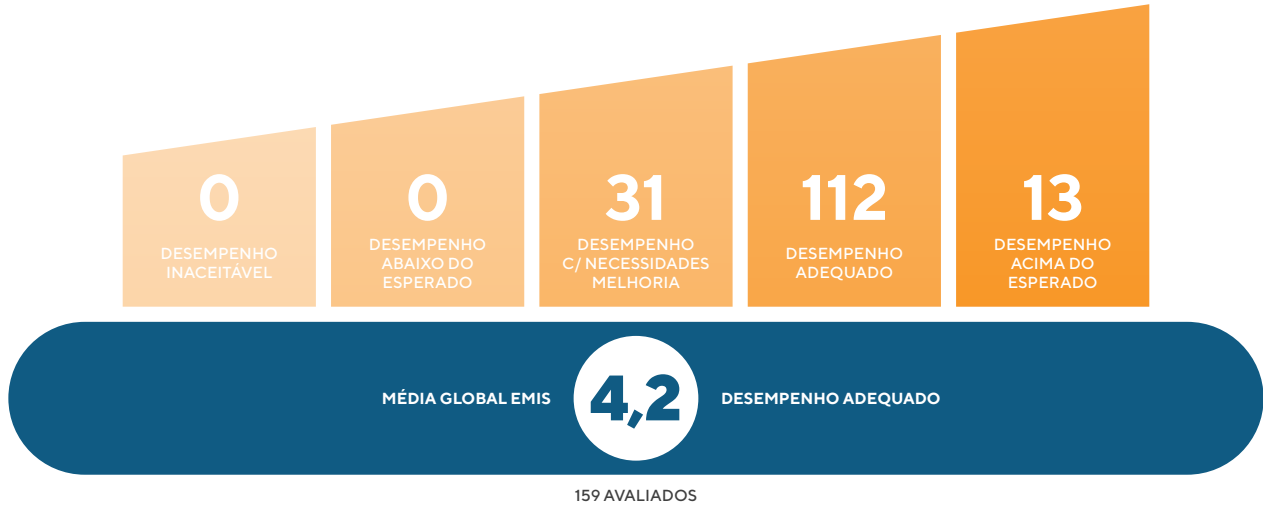 0
DESEMPENHO
INACEITÁVEL
0
DESEMPENHO
ABAIXO DO
ESPERADO
31
DESEMPENHO
C/ NECESSIDADES
MELHORIA
112
DESEMPENHO
ADEQUADO
13
DESEMPENHO
ACIMA DO
ESPERADO
MÉDIA GLOBAL EMIS
4,2
DESEMPENHO ADEQUADO
159 AVALIADOS